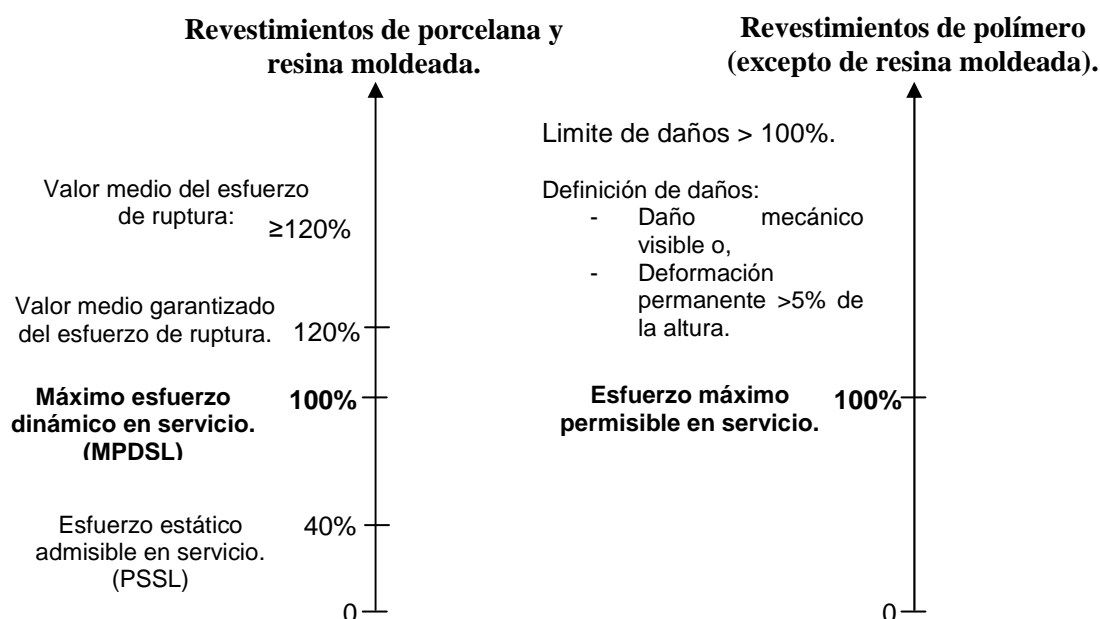 Revestimientos de porcelana y
resina moldeada.
Valor medio del esfuerzo
de ruptura:
≥120%
Valor medio garantizado
del esfuerzo de ruptura.
120%
Máximo esfuerzo
dinámico en servicio.
(MPDSL)
100%
Esfuerzo estático
admisible en servicio.
(PSSL)
40%
0
Revestimientos de polímero
(excepto de resina moldeada).
Limite de daños > 100%.
Definición de daños:
- Daño mecánico
visible o,
- Deformación
permanente >5% de
la altura.
Esfuerzo máximo
permisible en servicio.
100%
0